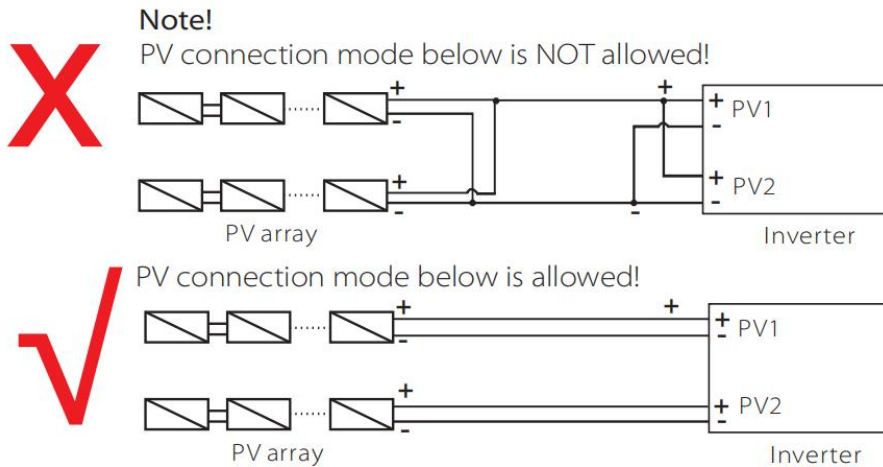 Note!
PV connection mode below is NOT allowed!
X
+ + + PV1
- -
+ + PV2
- - -
PV array
Inverter
PV connection mode below is allowed!
√
+ + + PV1
- -
+ + PV2
- -
PV array
Inverter